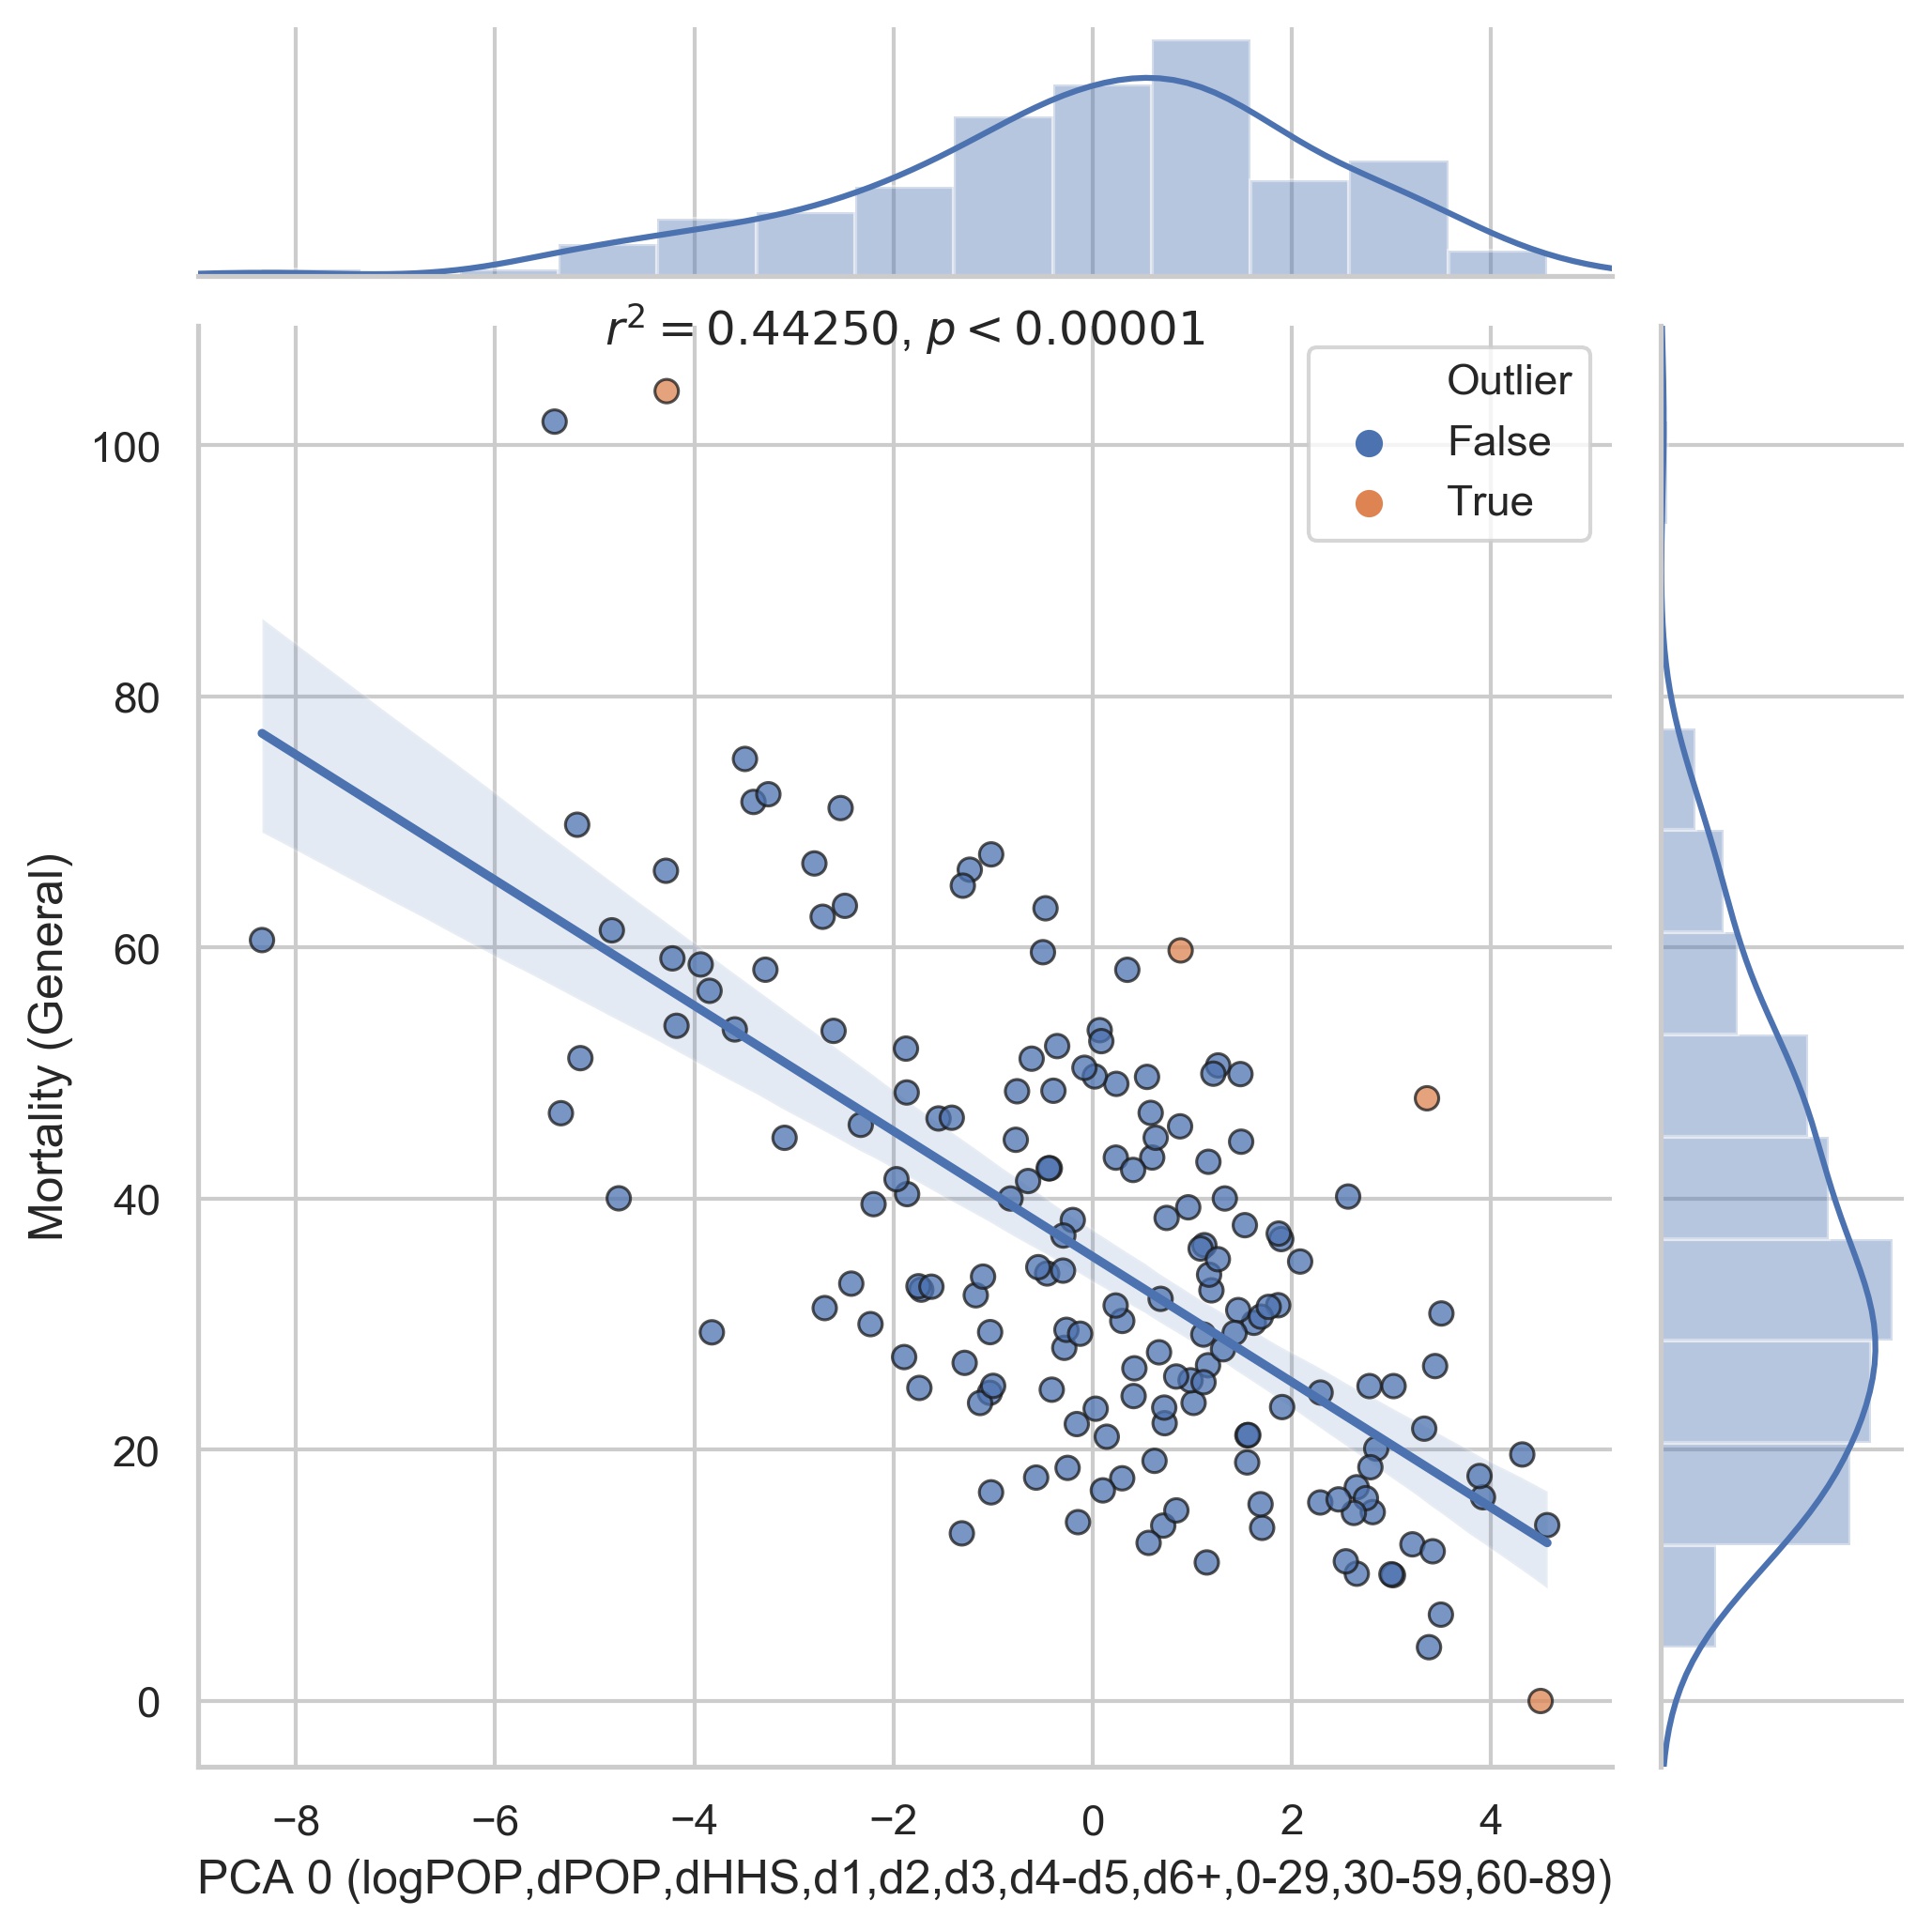 r² = 0.44250, p < 0.00001
Outlier
False
True
100
80
60
40
20
0
Mortality (General)
−8 −6 −4 −2 0 2 4
PCA 0 (logPOP,dPOP,dHHS,d1,d2,d3,d4-d5,d6+,0-29,30-59,60-89)